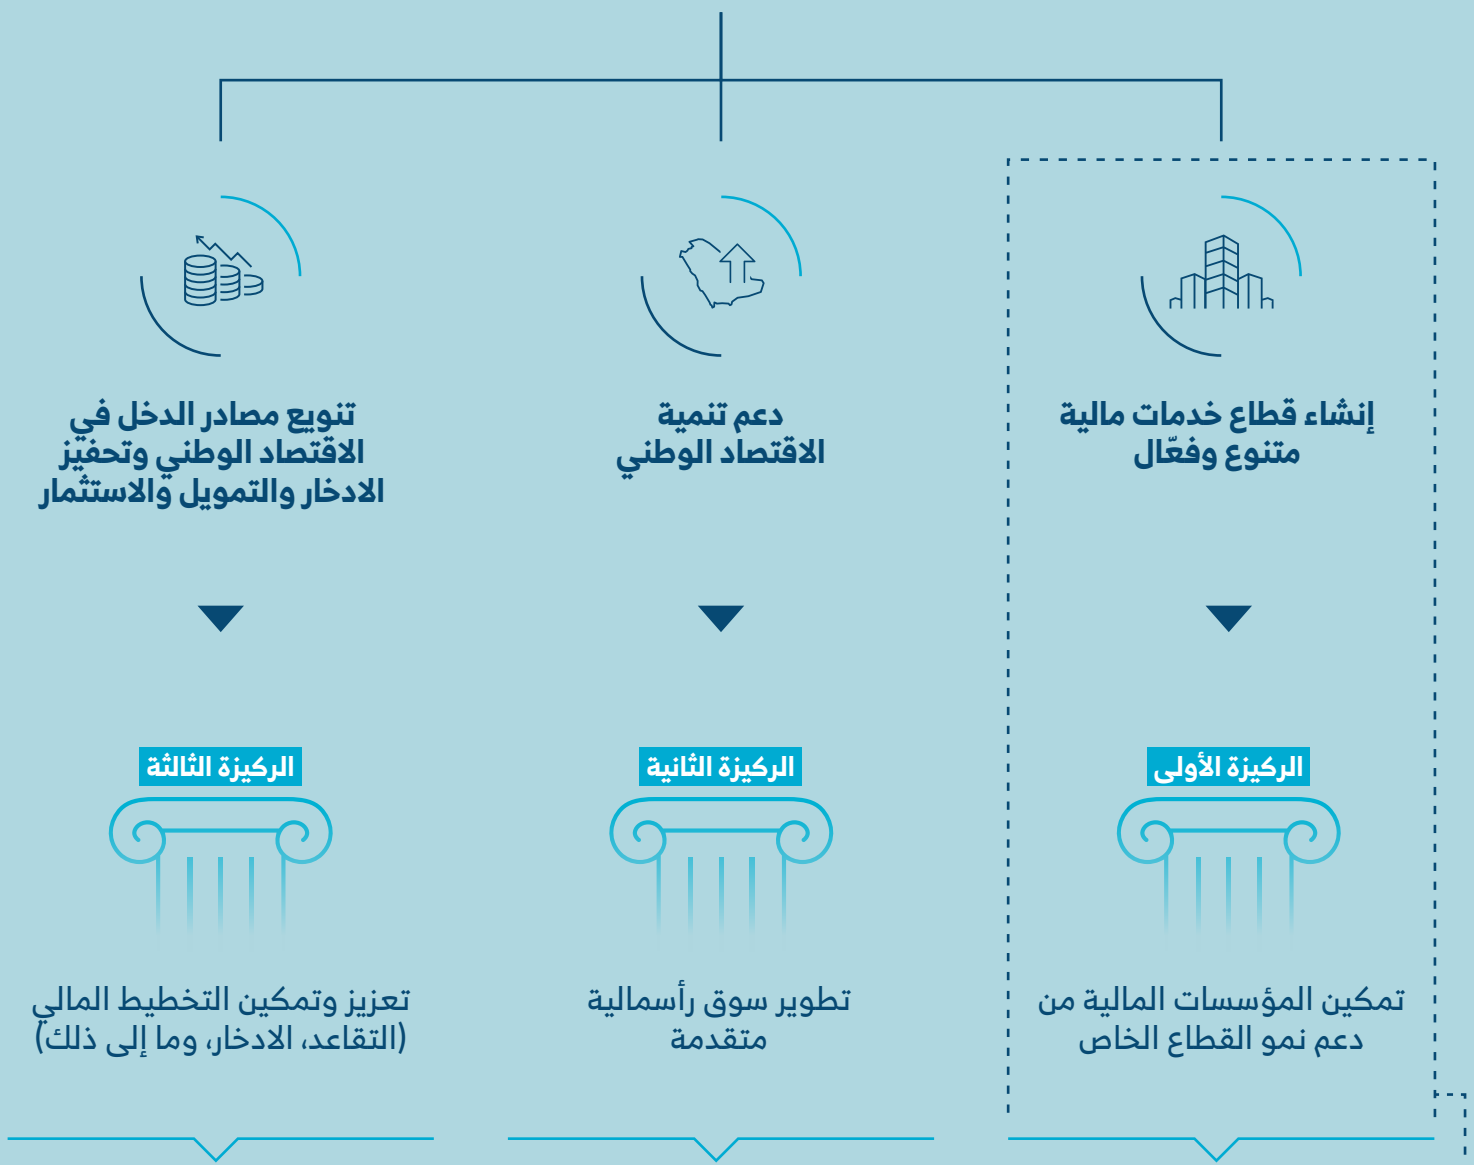 إنشاء قطاع خدمات مالية
متنوع وفعّال
دعم تنمية
الاقتصاد الوطني
تنويع مصادر الدخل في
الاقتصاد الوطني وتحفيز
الادخار والتمويل والاستثمار
الركيزة الأولى
الركيزة الثانية
الركيزة الثالثة
تمكين المؤسسات المالية من
دعم نمو القطاع الخاص
تطوير سوق رأسمالية
متقدمة
تعزيز وتمكين التخطيط المالي
(التقاعد، الادخار، وما إلى ذلك)